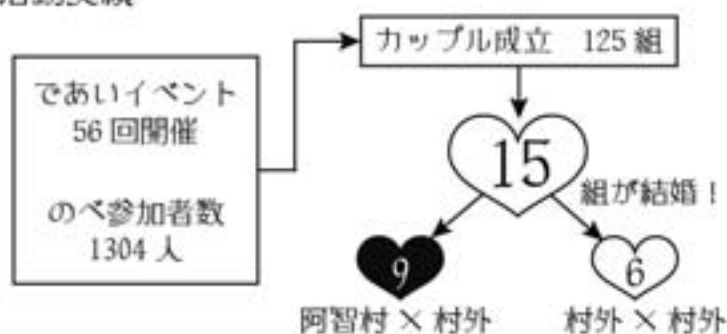 であいイベント
56回開催
のべ参加者数
1304人
カップル成立 125組
15
組が結婚！
9
6
阿智村×村外
村外×村外